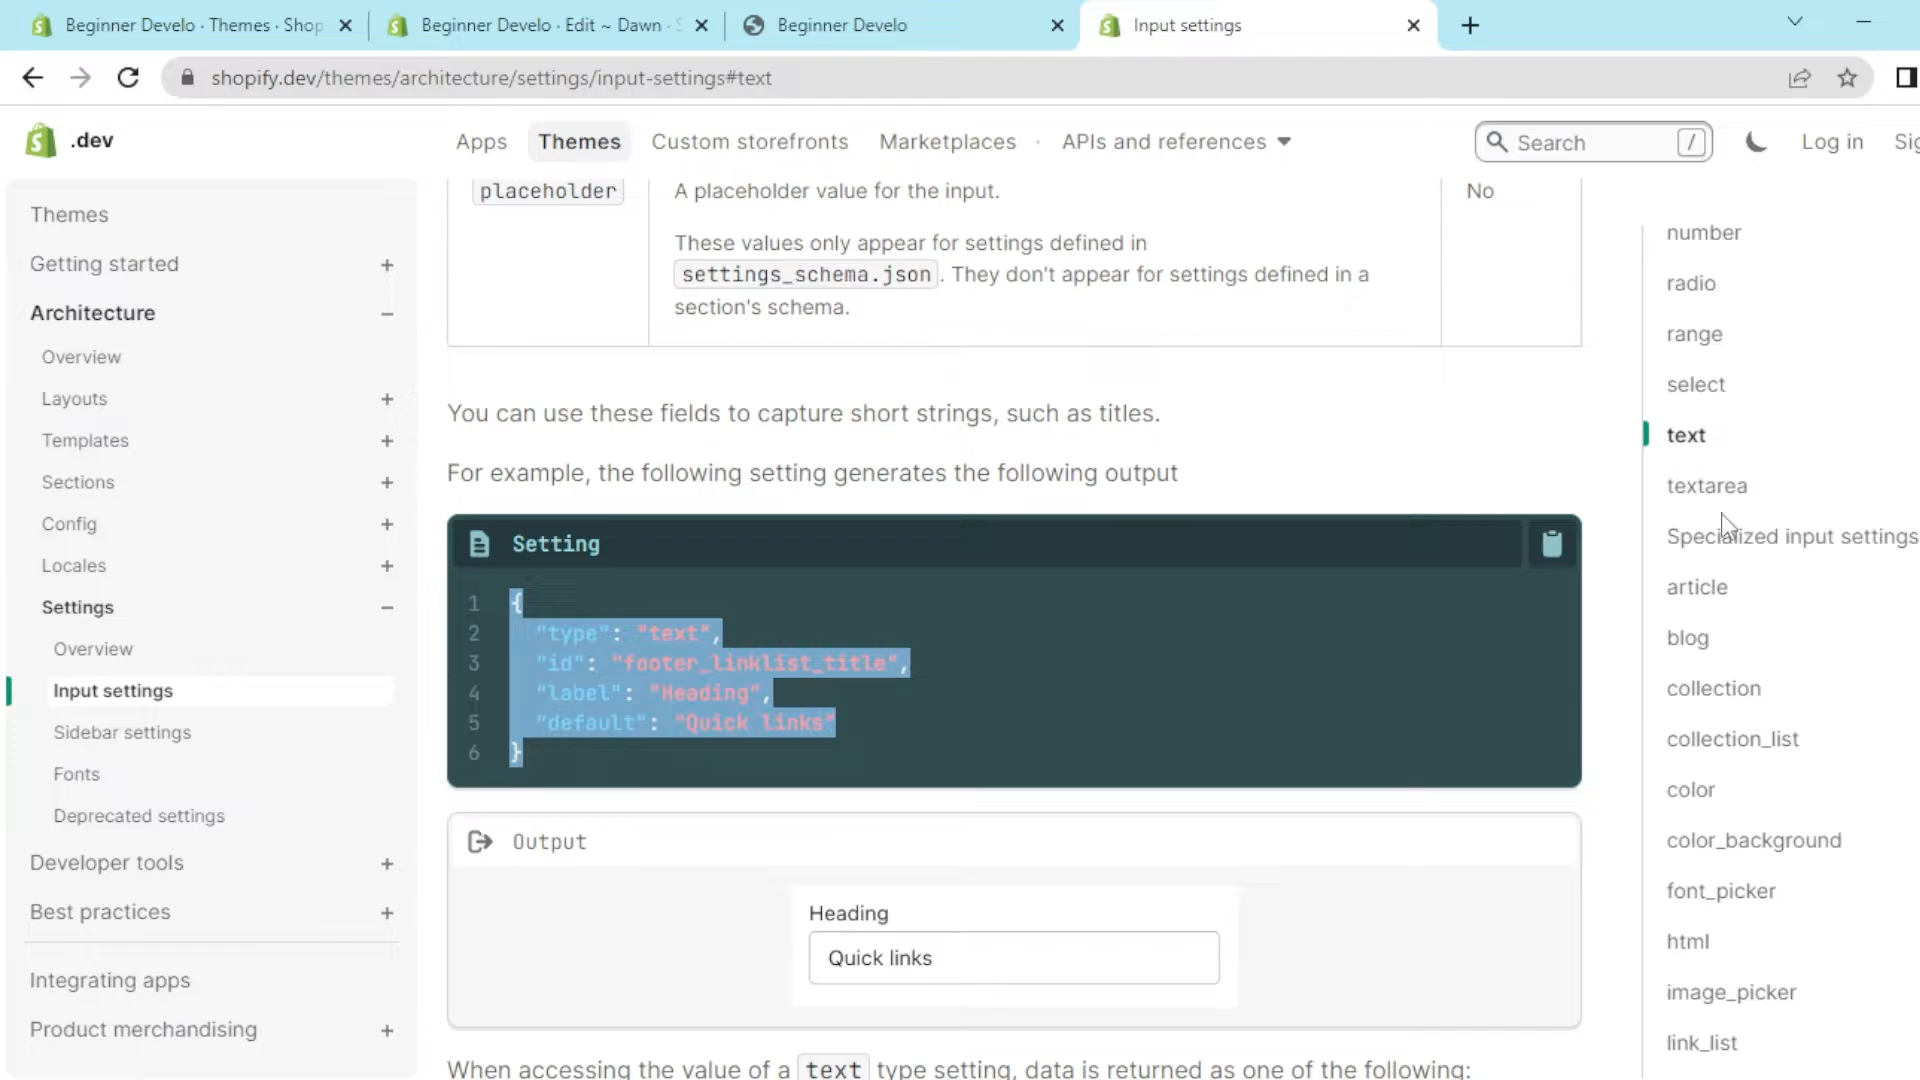 Beginner Develo · Themes · Shop
Beginner Develo · Edit ~ Dawn ·
Beginner Develo
Input settings
shopify.dev/themes/architecture/settings/input-settings#text
.dev
Apps
Themes
Custom storefronts
Marketplaces
APIs and references
Search
/
Log in
Themes
Getting started
Architecture
Overview
Layouts
Templates
Sections
Config
Locales
Settings
Overview
Input settings
Sidebar settings
Fonts
Deprecated settings
Developer tools
Best practices
Integrating apps
Product merchandising
placeholder
A placeholder value for the input.
No
These values only appear for settings defined in
settings_schema.json. They don't appear for settings defined in a
section's schema.
You can use these fields to capture short strings, such as titles.
For example, the following setting generates the following output
Setting
1 {
2 "type": "text",
3 "id": "footer_linklist_title",
4 "label": "Heading",
5 "default": "Quick links"
6 }
Output
Heading
Quick links
When accessing the value of a text type setting, data is returned as one of the following:
number
radio
range
select
text
textarea
Specialized input settings
article
blog
collection
collection_list
color
color_background
font_picker
html
image_picker
link_list